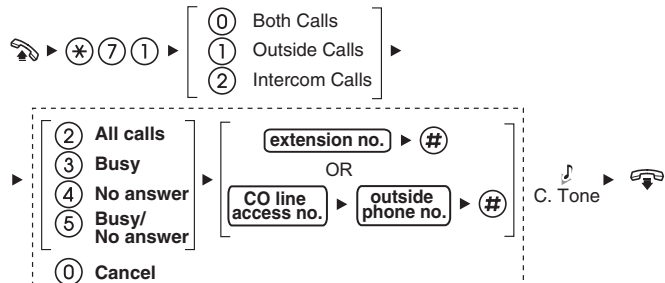 0 Both Calls
* 7 1
1 Outside Calls
2 Intercom Calls
2 All calls
3 Busy
4 No answer
5 Busy/
No answer
0 Cancel
extension no. #
OR
CO line
access no.
outside
phone no.
#
C. Tone